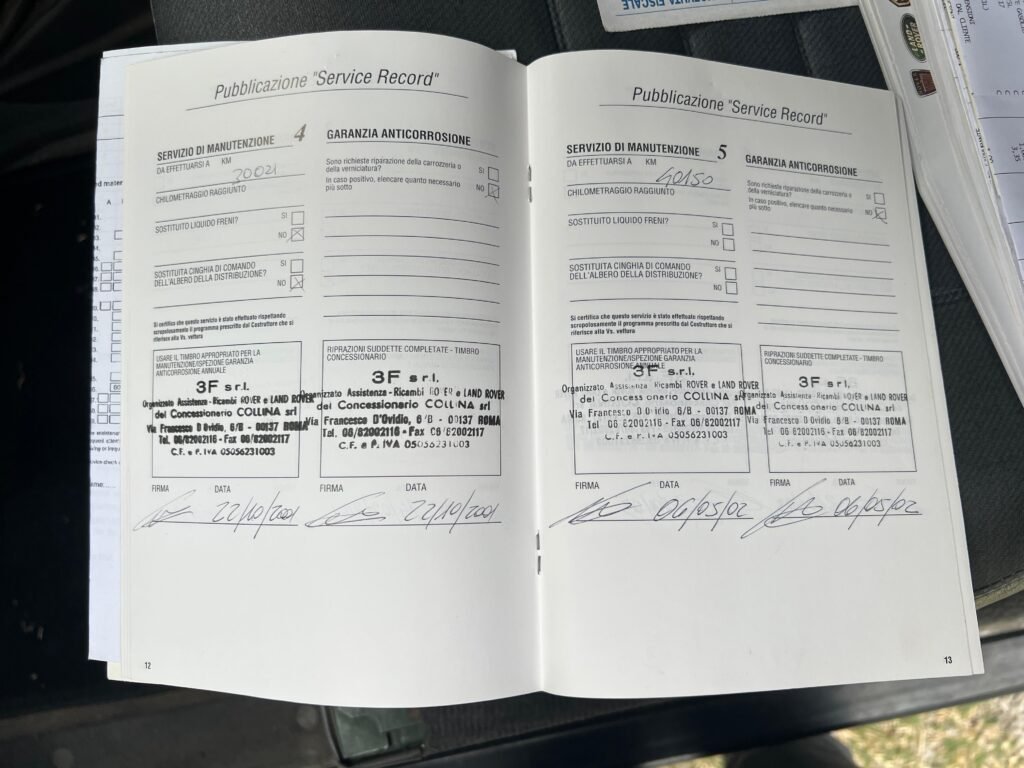 Pubblicazione "Service Record"
SERVIZIO DI MANUTENZIONE 4
DA EFFETTUARSI A KM
30021
CHILOMETRAGGIO RAGGIUNTO
SOSTITUITO LIQUIDO FRENI?
SI
NO
SOSTITUITA CINGHIA DI COMANDO
DELL'ALBERO DELLA DISTRIBUZIONE?
SI
NO
Si certifica che questo servizio è stato effettuato rispettando
scrupolosamente il programma prescritto dal Costruttore che si
riferisce alla Vs. vettura
GARANZIA ANTICORROSIONE
Sono richieste riparazione della carrozzeria o
della verniciatura?
SI
In caso positivo, elencare quanto necessario
più sotto
NO
USARE IL TIMBRO APPROPRIATO PER LA
MANUTENZIONE/ISPEZIONE GARANZIA
ANTICORROSIONE ANNUALE
3F s.r.l.
Organizzato Assistenza-Ricambi ROVER e LAND ROVER
del Concessionario COLLINA srl
Via Francesco D'Ovidio, 6/B - 00137 ROMA
Tel. 06/82002116 - Fax 06/82002117
C.F. e P. IVA 05056231003
FIRMA DATA
22/10/2001
RIPRAZIONI SUDDETTE COMPLETATE - TIMBRO
CONCESSIONARIO
3F s.r.l.
Organizzato Assistenza-Ricambi ROVER e LAND ROVER
del Concessionario COLLINA srl
Via Francesco D'Ovidio, 6/B - 00137 ROMA
Tel. 06/82002116 - Fax 06/82002117
C.F. e P. IVA 05056231003
FIRMA DATA
22/10/2001
12
Pubblicazione "Service Record"
SERVIZIO DI MANUTENZIONE 5
DA EFFETTUARSI A KM
40150
CHILOMETRAGGIO RAGGIUNTO
SOSTITUITO LIQUIDO FRENI?
SI
NO
SOSTITUITA CINGHIA DI COMANDO
DELL'ALBERO DELLA DISTRIBUZIONE?
SI
NO
Si certifica che questo servizio è stato effettuato rispettando
scrupolosamente il programma prescritto dal Costruttore che si
riferisce alla Vs. vettura
GARANZIA ANTICORROSIONE
Sono richieste riparazione della carrozzeria o
della verniciatura?
SI
In caso positivo, elencare quanto necessario
più sotto
NO
USARE IL TIMBRO APPROPRIATO PER LA
MANUTENZIONE/ISPEZIONE GARANZIA
ANTICORROSIONE ANNUALE
3F s.r.l.
Organizzato Assistenza-Ricambi ROVER e LAND ROVER
del Concessionario COLLINA srl
Via Francesco D'Ovidio, 6/B - 00137 ROMA
Tel. 06/82002116 - Fax 06/82002117
C.F. e P. IVA 05056231003
FIRMA DATA
06/05/02
RIPRAZIONI SUDDETTE COMPLETATE - TIMBRO
CONCESSIONARIO
3F s.r.l.
Organizzato Assistenza-Ricambi ROVER e LAND ROVER
del Concessionario COLLINA srl
Via Francesco D'Ovidio, 6/B - 00137 ROMA
Tel. 06/82002116 - Fax 06/82002117
C.F. e P. IVA 05056231003
FIRMA DATA
06/05/02
13
LAND
ROVER